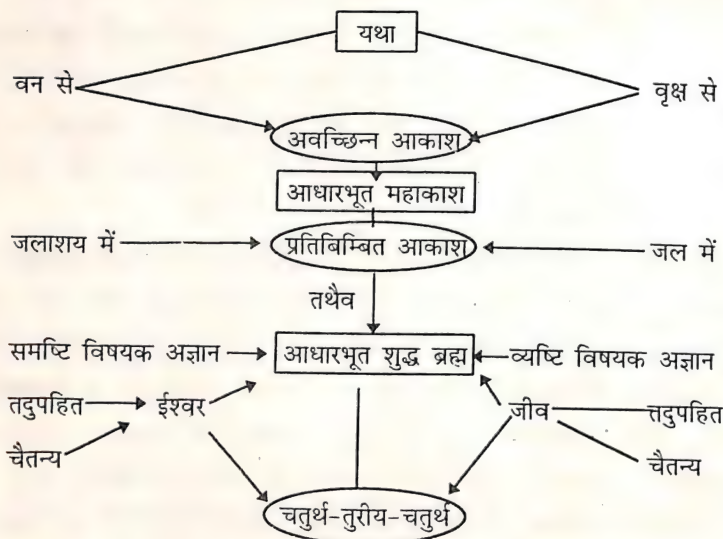 यथा
वन से
वृक्ष से
अवच्छिन्न आकाश
आधारभूत महाकाश
जलाशय में
प्रतिबिम्बित आकाश
जल में
तथैव
समष्टि विषयक अज्ञान
आधारभूत शुद्ध ब्रह्म
व्यष्टि विषयक अज्ञान
तदुपहित
ईश्वर
जीव
तदुपहित
चैतन्य
चैतन्य
चतुर्थ-तुरीय-चतुर्थ